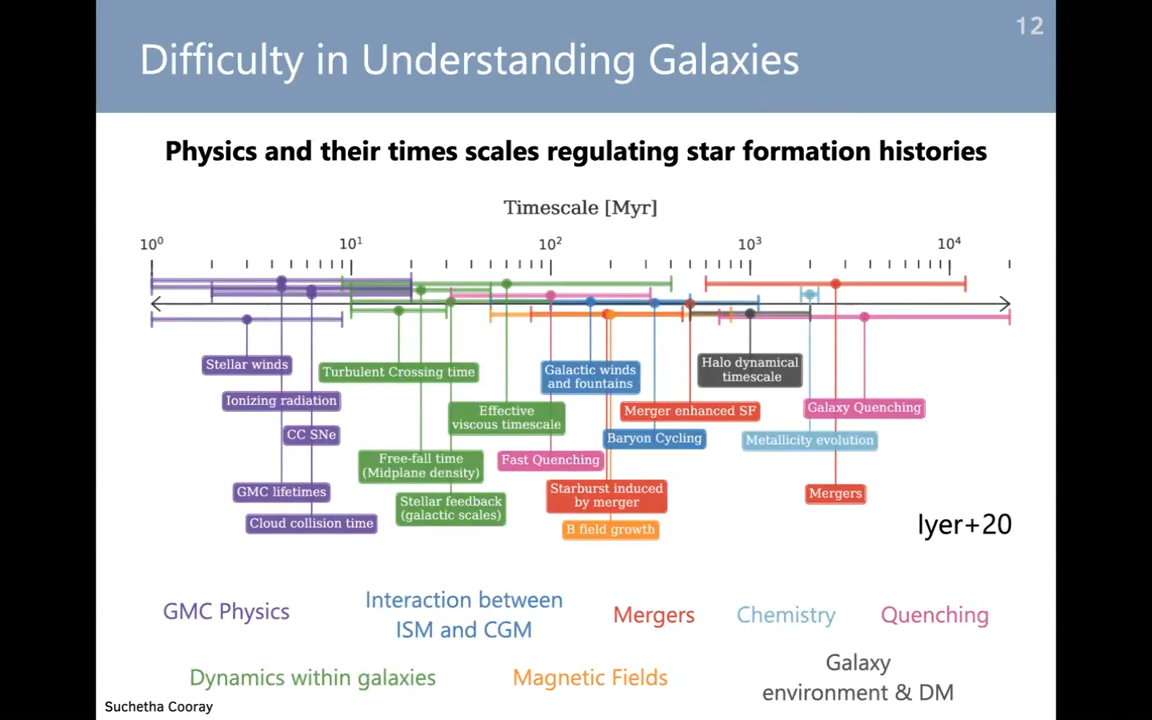 12
Difficulty in Understanding Galaxies
Physics and their times scales regulating star formation histories
Timescale [Myr]
10⁰ 10¹ 10² 10³ 10⁴
Stellar winds
Ionizing radiation
CC SNe
GMC lifetimes
Cloud collision time
Turbulent Crossing time
Effective
viscous timescale
Free-fall time
(Midplane density)
Stellar feedback
(galactic scales)
Galactic winds
and fountains
Fast Quenching
Starburst induced
by merger
B field growth
Merger enhanced SF
Baryon Cycling
Halo dynamical
timescale
Galaxy Quenching
Metallicity evolution
Mergers
Iyer+20
GMC Physics
Interaction between
ISM and CGM
Mergers
Chemistry
Quenching
Dynamics within galaxies
Magnetic Fields
Galaxy
environment & DM
Suchetha Cooray